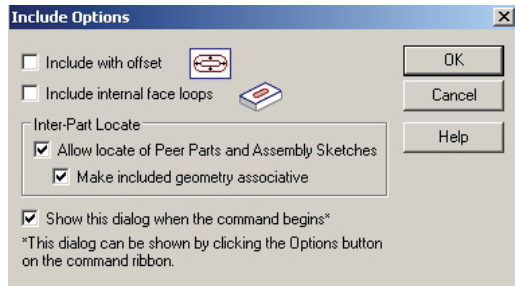 Include Options
Include with offset
Include internal face loops
OK
Cancel
Help
Inter-Part Locate
Allow locate of Peer Parts and Assembly Sketches
Make included geometry associative
Show this dialog when the command begins*
*This dialog can be shown by clicking the Options button
on the command ribbon.